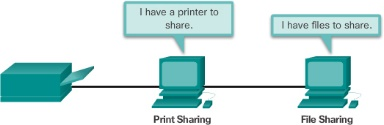 I have a printer to
share.
I have files to share.
Print Sharing
File Sharing